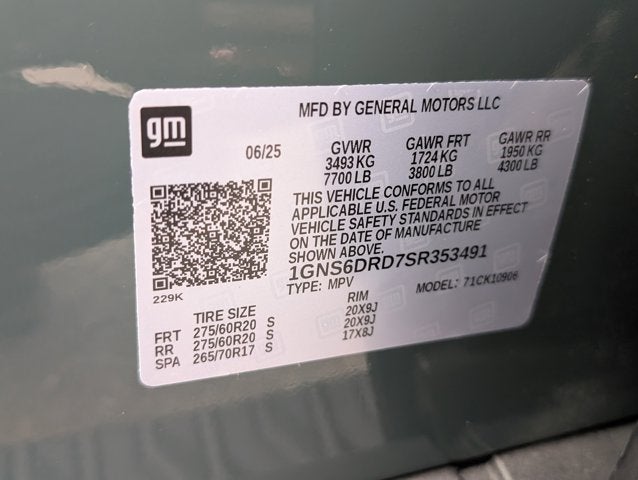 gm
MFD BY GENERAL MOTORS LLC
06/25 GVWR GAWR FRT GAWR RR
3493 KG 1724 KG 1950 KG
7700 LB 3800 LB 4300 LB
THIS VEHICLE CONFORMS TO ALL
APPLICABLE U.S. FEDERAL MOTOR
VEHICLE SAFETY STANDARDS IN EFFECT
ON THE DATE OF MANUFACTURE
SHOWN ABOVE.
1GNS6DRD7SR353491
TYPE: MPV MODEL: 71CK10906
229K
TIRE SIZE RIM
FRT 275/60R20 S 20X9J
RR 275/60R20 S 20X9J
SPA 265/70R17 S 17X8J